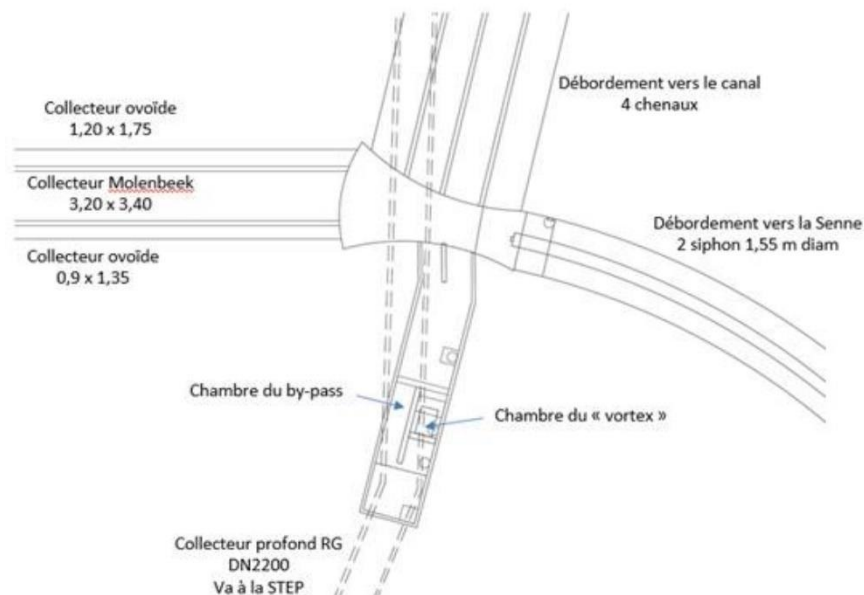 Collecteur ovoïde
1,20 x 1,75
Collecteur Molenbeek
3,20 x 3,40
Collecteur ovoïde
0,9 x 1,35
Débordement vers le canal
4 chenaux
Débordement vers la Senne
2 siphon 1,55 m diam
Chambre du by-pass
Chambre du « vortex »
Collecteur profond RG
DN2200
Va à la STEP